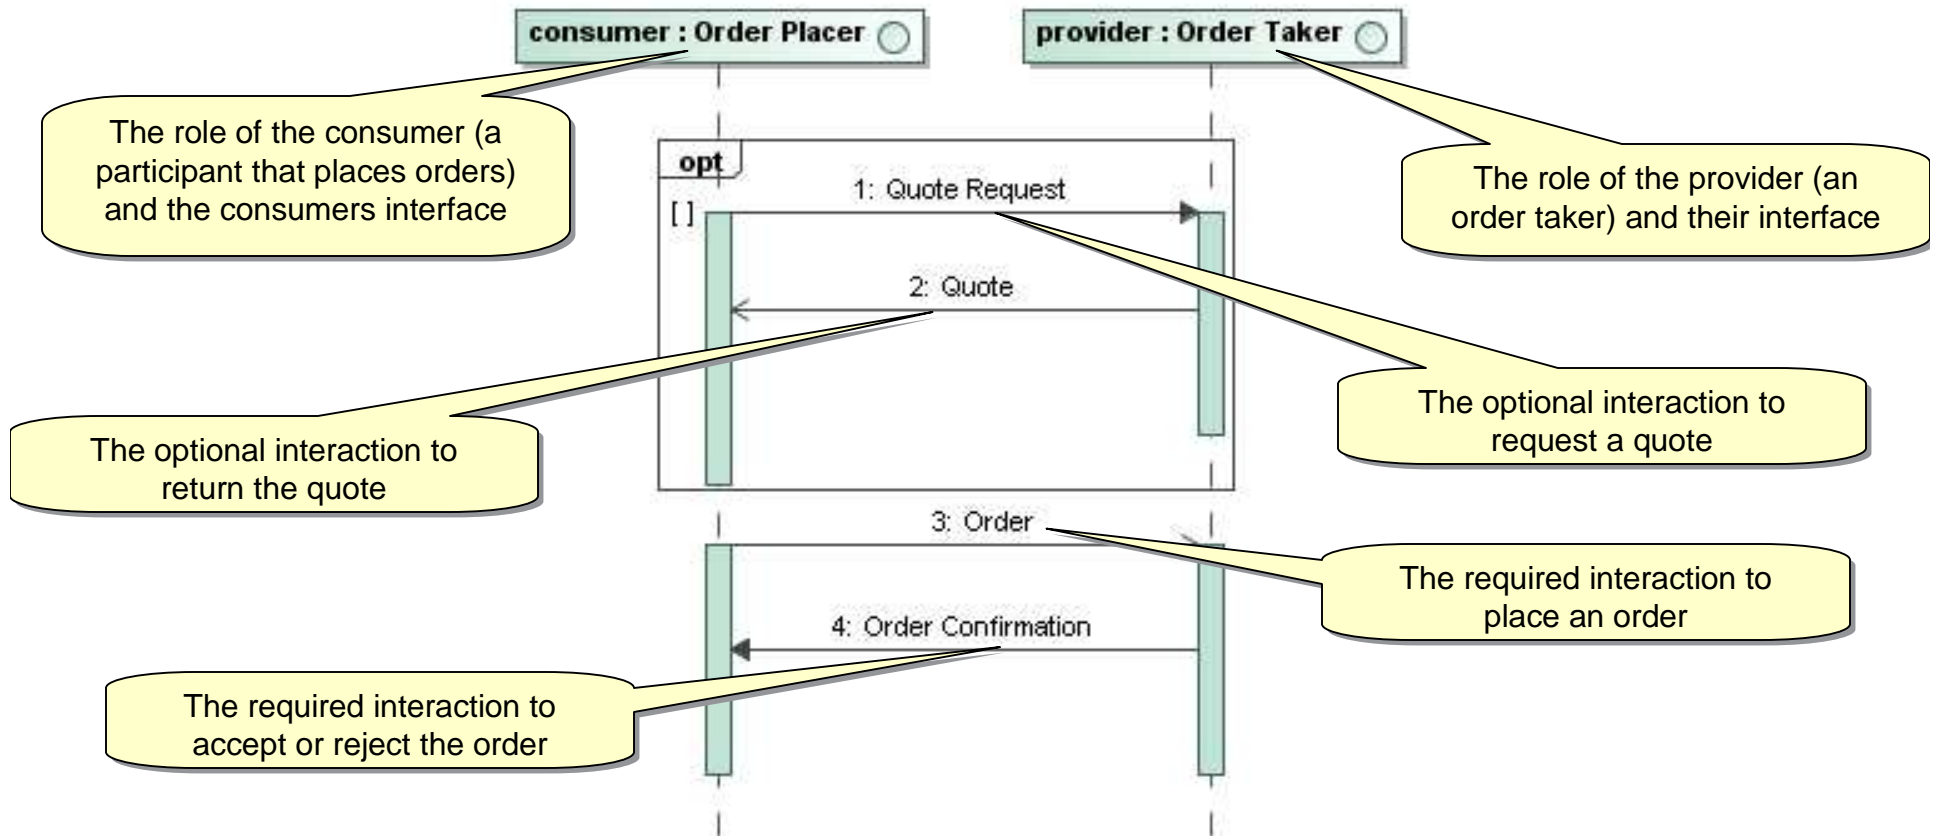 consumer : Order Placer
provider : Order Taker
The role of the consumer (a
participant that places orders)
and the consumers interface
The role of the provider (an
order taker) and their interface
opt
1: Quote Request
[ ]
2: Quote
The optional interaction to
request a quote
The optional interaction to
return the quote
3: Order
The required interaction to
place an order
4: Order Confirmation
The required interaction to
accept or reject the order